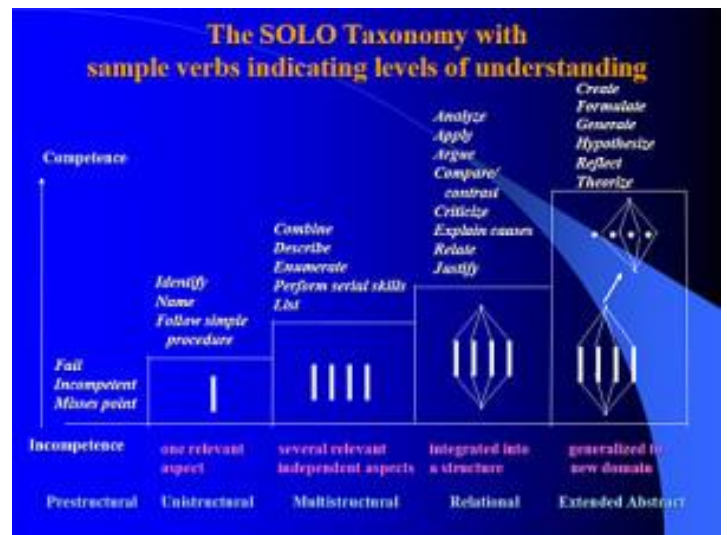 The SOLO Taxonomy with
sample verbs indicating levels of understanding
Competence
Fail
Incompetent
Misses point
Identify
Name
Follow simple
procedure
Combine
Describe
Enumerate
Perform serial skills
List
Analyze
Apply
Argue
Compare/
contrast
Criticize
Explain causes
Relate
Justify
Create
Formulate
Generate
Hypothesize
Reflect
Theorize
Incompetence
one relevant
aspect
several relevant
independent aspects
integrated into
a structure
generalized to
new domain
Prestructural
Unistructural
Multistructural
Relational
Extended Abstract